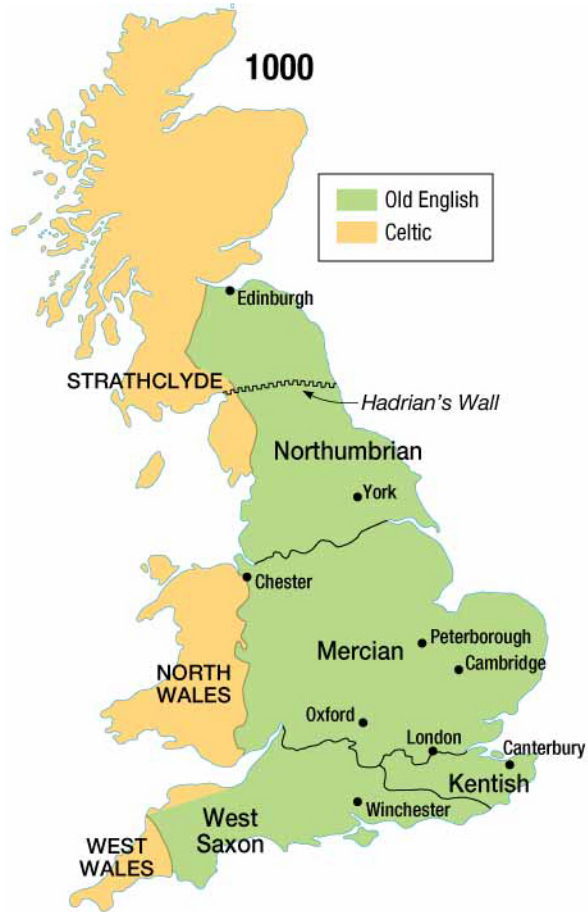 1000
Old English
Celtic
Edinburgh
STRATHCLYDE
Hadrian's Wall
Northumbrian
York
Chester
Peterborough
Mercian
Cambridge
NORTH
WALES
Oxford
London
Canterbury
Kentish
Winchester
West
Saxon
WEST
WALES